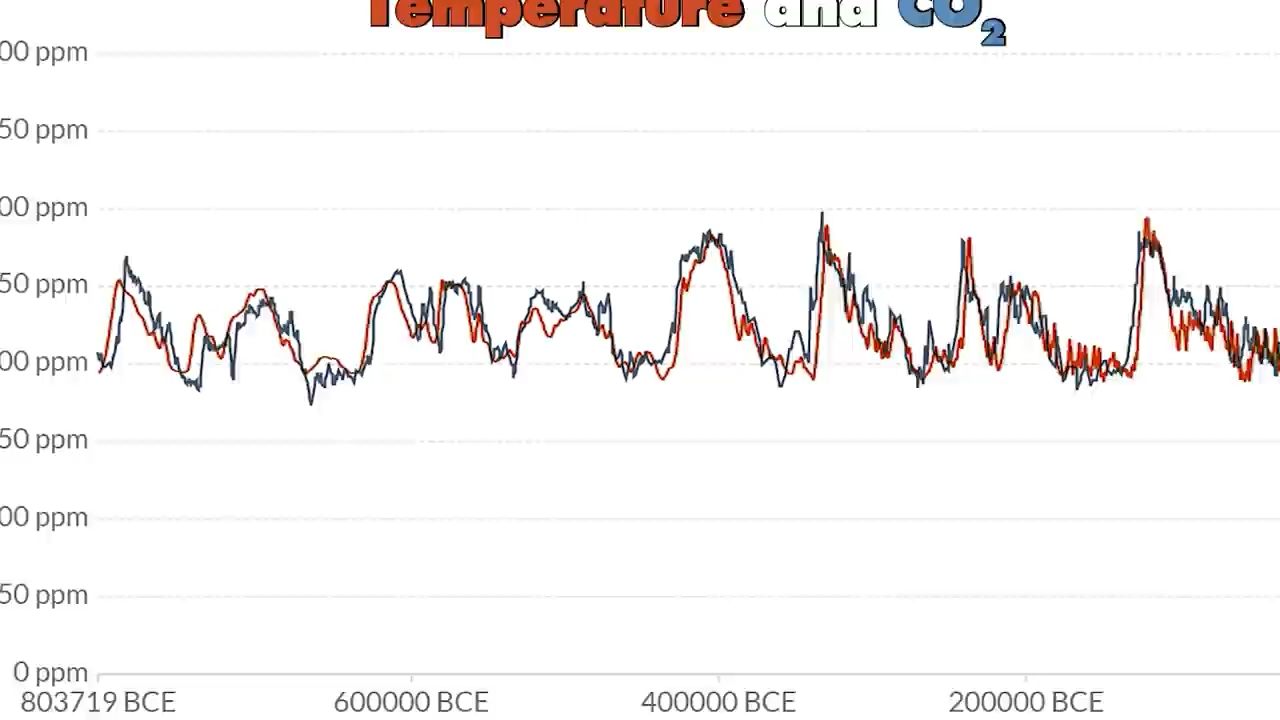 Temperature and CO₂
00 ppm
50 ppm
00 ppm
50 ppm
00 ppm
50 ppm
00 ppm
50 ppm
0 ppm
803719 BCE 600000 BCE 400000 BCE 200000 BCE